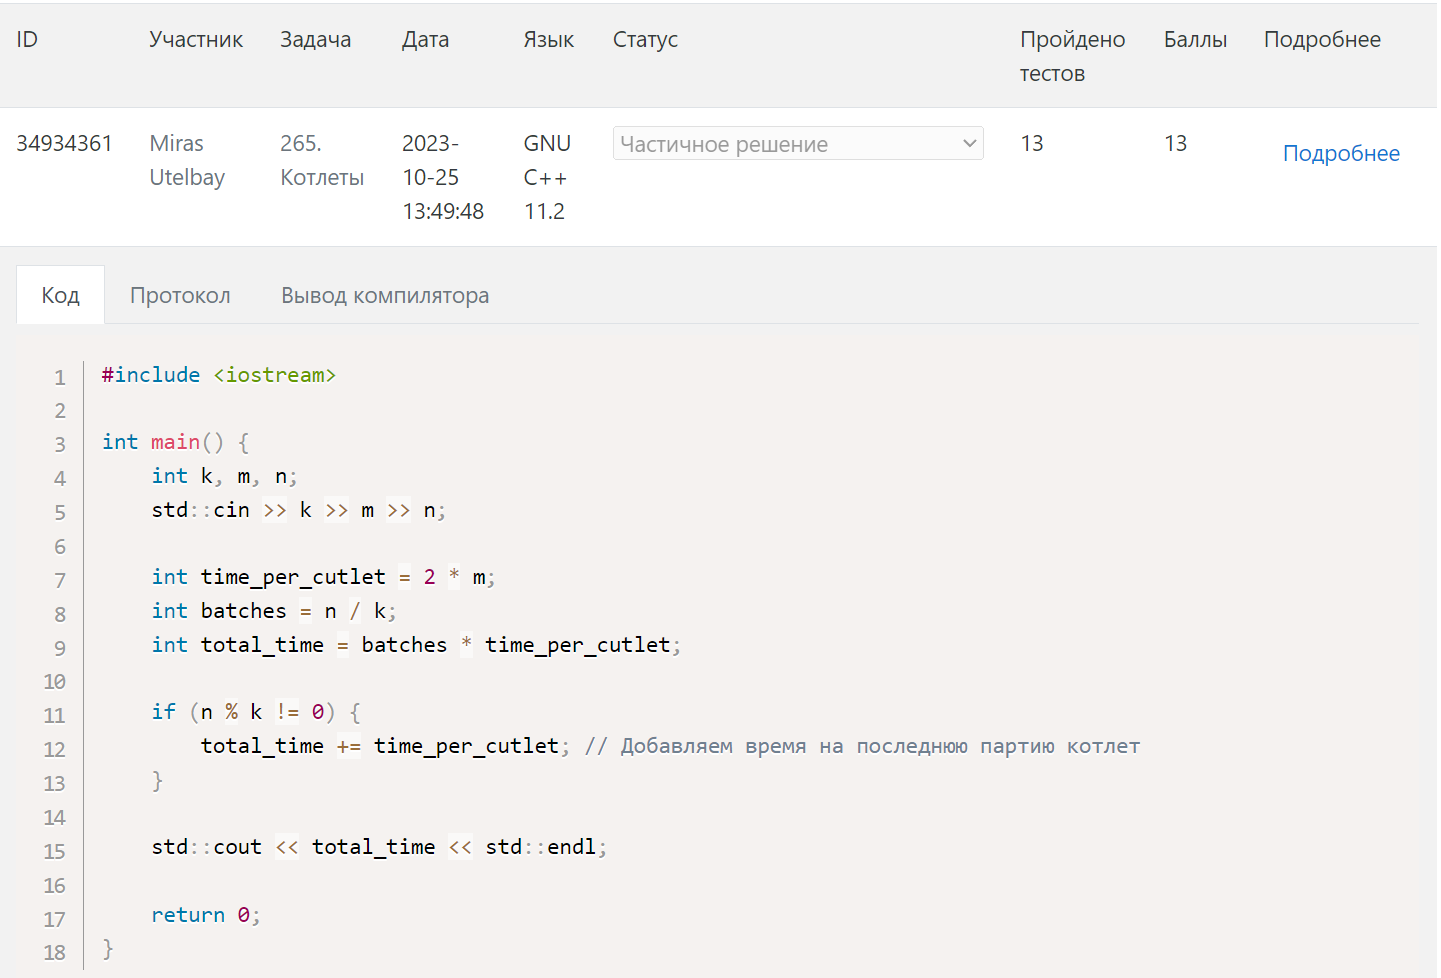 ID Участник Задача Дата Язык Статус Пройдено тестов Баллы Подробнее
34934361 Miras Utelbay 265. Котлеты 2023-10-25 13:49:48 GNU C++ 11.2 Частичное решение 13 13 Подробнее
Код Протокол Вывод компилятора
1 #include <iostream>
2
3 int main() {
4     int k, m, n;
5     std::cin >> k >> m >> n;
6
7     int time_per_cutlet = 2 * m;
8     int batches = n / k;
9     int total_time = batches * time_per_cutlet;
10
11     if (n % k != 0) {
12         total_time += time_per_cutlet; // Добавляем время на последнюю партию котлет
13     }
14
15     std::cout << total_time << std::endl;
16
17     return 0;
18 }